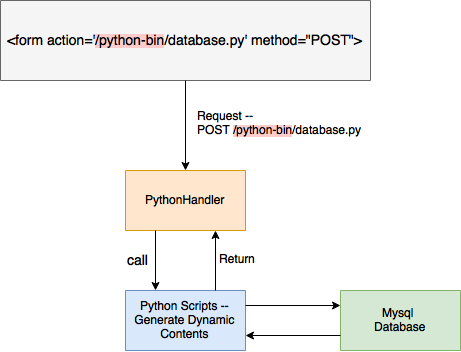 <form action='/python-bin/database.py' method="POST">
Request --
POST /python-bin/database.py
PythonHandler
call
Return
Python Scripts --
Generate Dynamic
Contents
Mysql
Database